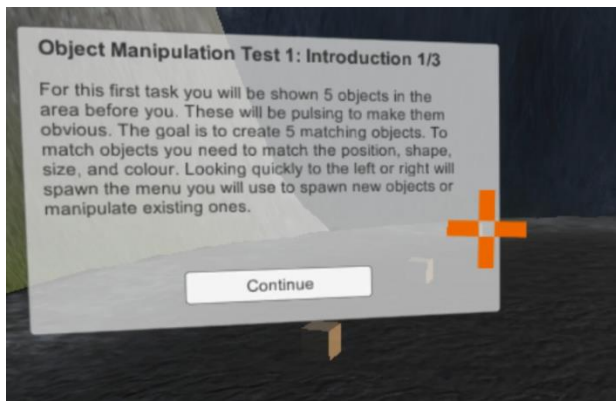 Object Manipulation Test 1: Introduction 1/3
For this first task you will be shown 5 objects in the
area before you. These will be pulsing to make them
obvious. The goal is to create 5 matching objects. To
match objects you need to match the position, shape,
size, and colour. Looking quickly to the left or right will
spawn the menu you will use to spawn new objects or
manipulate existing ones.
Continue